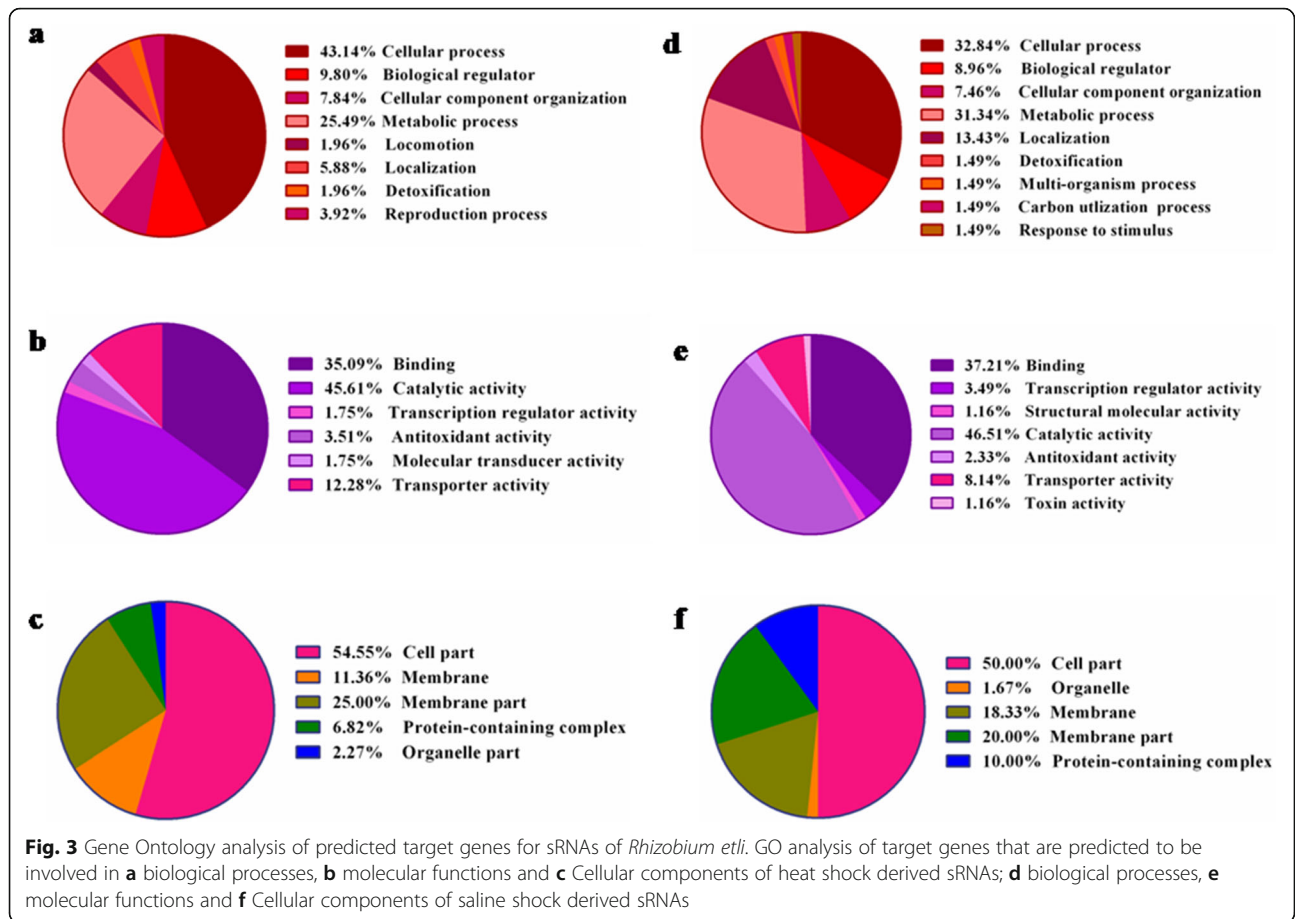 a
43.14% Cellular process
9.80% Biological regulator
7.84% Cellular component organization
25.49% Metabolic process
1.96% Locomotion
5.88% Localization
1.96% Detoxification
3.92% Reproduction process
d
32.84% Cellular process
8.96% Biological regulator
7.46% Cellular component organization
31.34% Metabolic process
13.43% Localization
1.49% Detoxification
1.49% Multi-organism process
1.49% Carbon utlization process
1.49% Response to stimulus
b
35.09% Binding
45.61% Catalytic activity
1.75% Transcription regulator activity
3.51% Antitoxidant activity
1.75% Molecular transducer activity
12.28% Transporter activity
e
37.21% Binding
3.49% Transcription regulator activity
1.16% Structural molecular activity
46.51% Catalytic activity
2.33% Antitoxidant activity
8.14% Transporter activity
1.16% Toxin activity
c
54.55% Cell part
11.36% Membrane
25.00% Membrane part
6.82% Protein-containing complex
2.27% Organelle part
f
50.00% Cell part
1.67% Organelle
18.33% Membrane
20.00% Membrane part
10.00% Protein-containing complex
Fig. 3 Gene Ontology analysis of predicted target genes for sRNAs of Rhizobium etli. GO analysis of target genes that are predicted to be
involved in a biological processes, b molecular functions and c Cellular components of heat shock derived sRNAs; d biological processes, e
molecular functions and f Cellular components of saline shock derived sRNAs